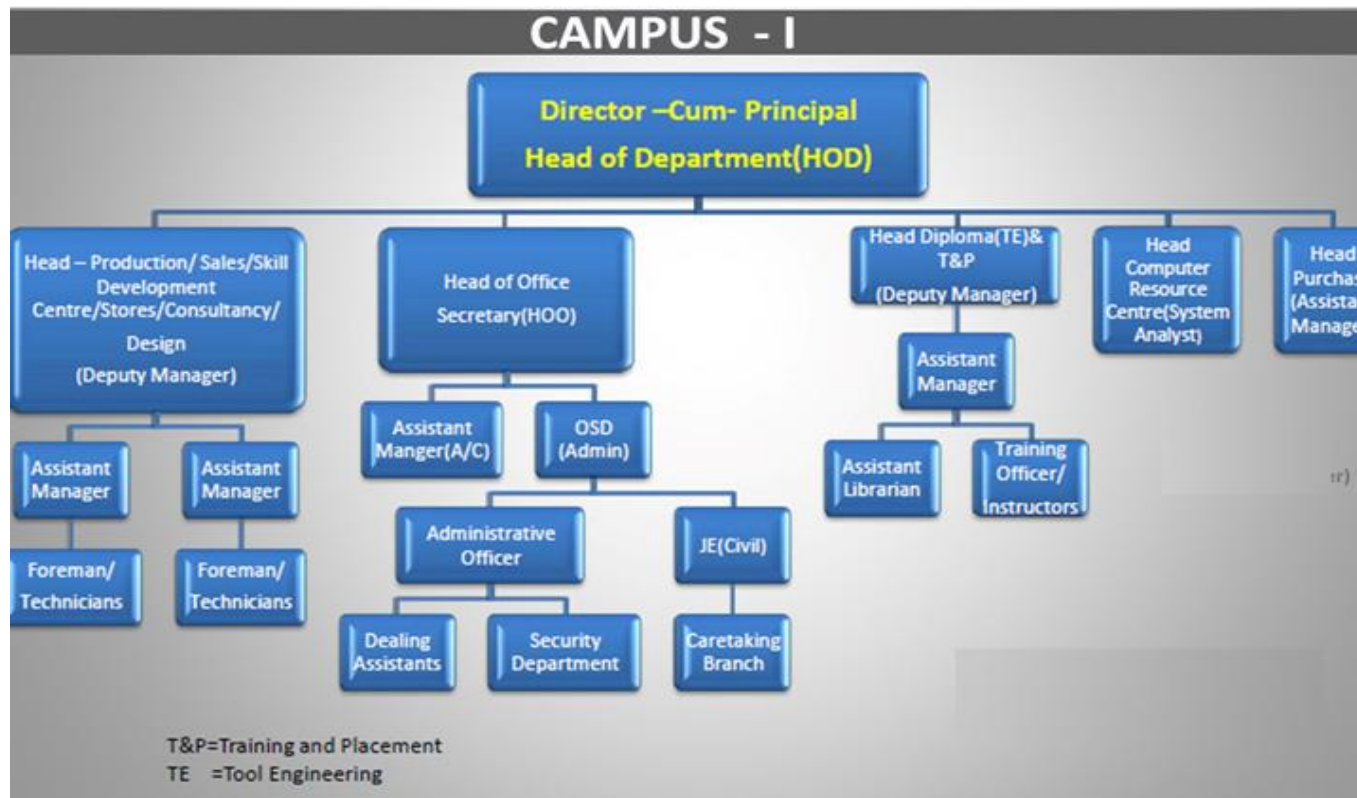 CAMPUS - I
Director –Cum- Principal
Head of Department(HOD)
Head – Production/ Sales/Skill
Development
Centre/Stores/Consultancy/
Design
(Deputy Manager)
Head of Office
Secretary(HOO)
Head Diploma(TE)&
T&P
(Deputy Manager)
Head
Computer
Resource
Centre(System
Analyst)
Head
Assistant
Manager
Assistant
Manager
Foreman/
Technicians
Foreman/
Technicians
Assistant
Manger(A/C)
OSD
(Admin)
Administrative
Officer
JE(Civil)
Dealing
Assistants
Security
Department
Caretaking
Branch
Assistant
Manager
Assistant
Librarian
Training
Officer/
Instructors
T&P=Training and Placement
TE =Tool Engineering